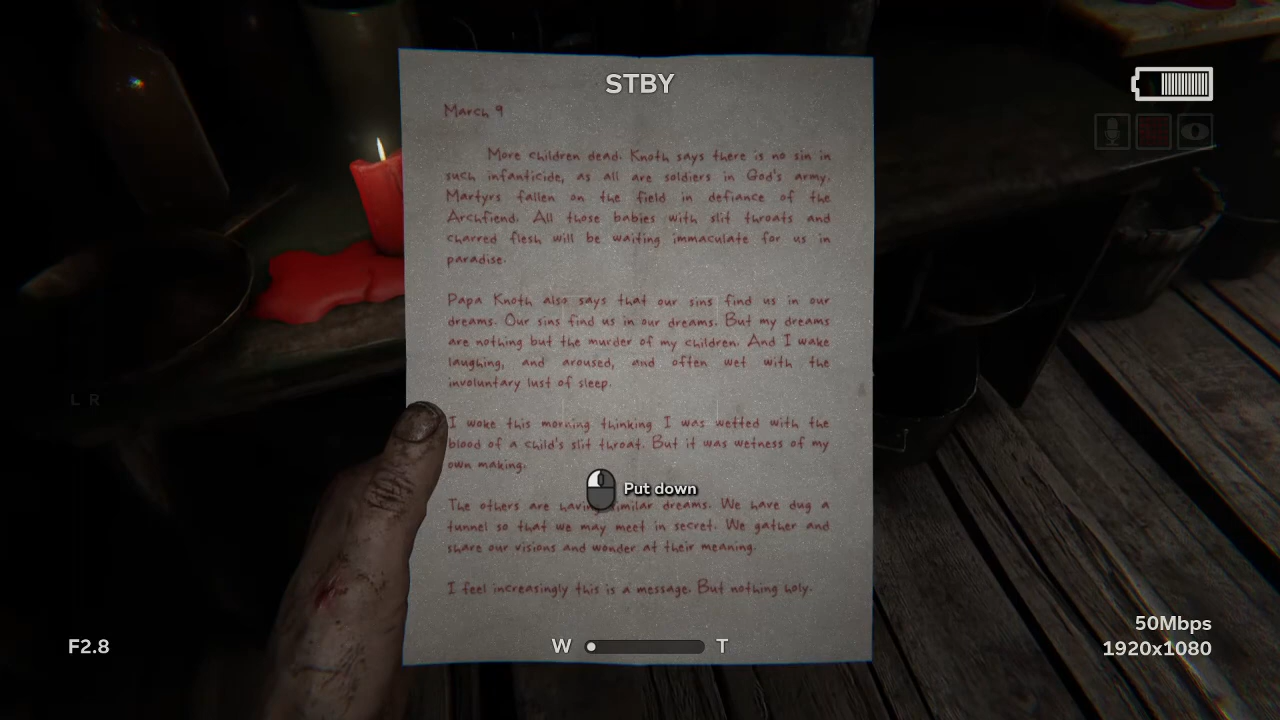 STBY
March 9
More children dead. Knoth says there is no sin in
such infanticide, as all are soldiers in God's army.
Martyrs fallen on the field in defiance of the
Archfiend. All those babies with slit throats and
charred flesh will be waiting immaculate for us in
paradise.
Papa Knoth also says that our sins find us in our
dreams. Our sins find us in our dreams. But my dreams
are nothing but the murder of my children. And I wake
laughing, and aroused, and often wet with the
involuntary lust of sleep.
L R
I woke this morning thinking I was wetted with the
blood of a child's slit throat. But it was wetness of my
own making.
Put down
The others are having similar dreams. We have dug a
tunnel so that we may meet in secret. We gather and
share our visions and wonder at their meaning.
I feel increasingly this is a message. But nothing holy.
50Mbps
F2.8
W T
1920x1080